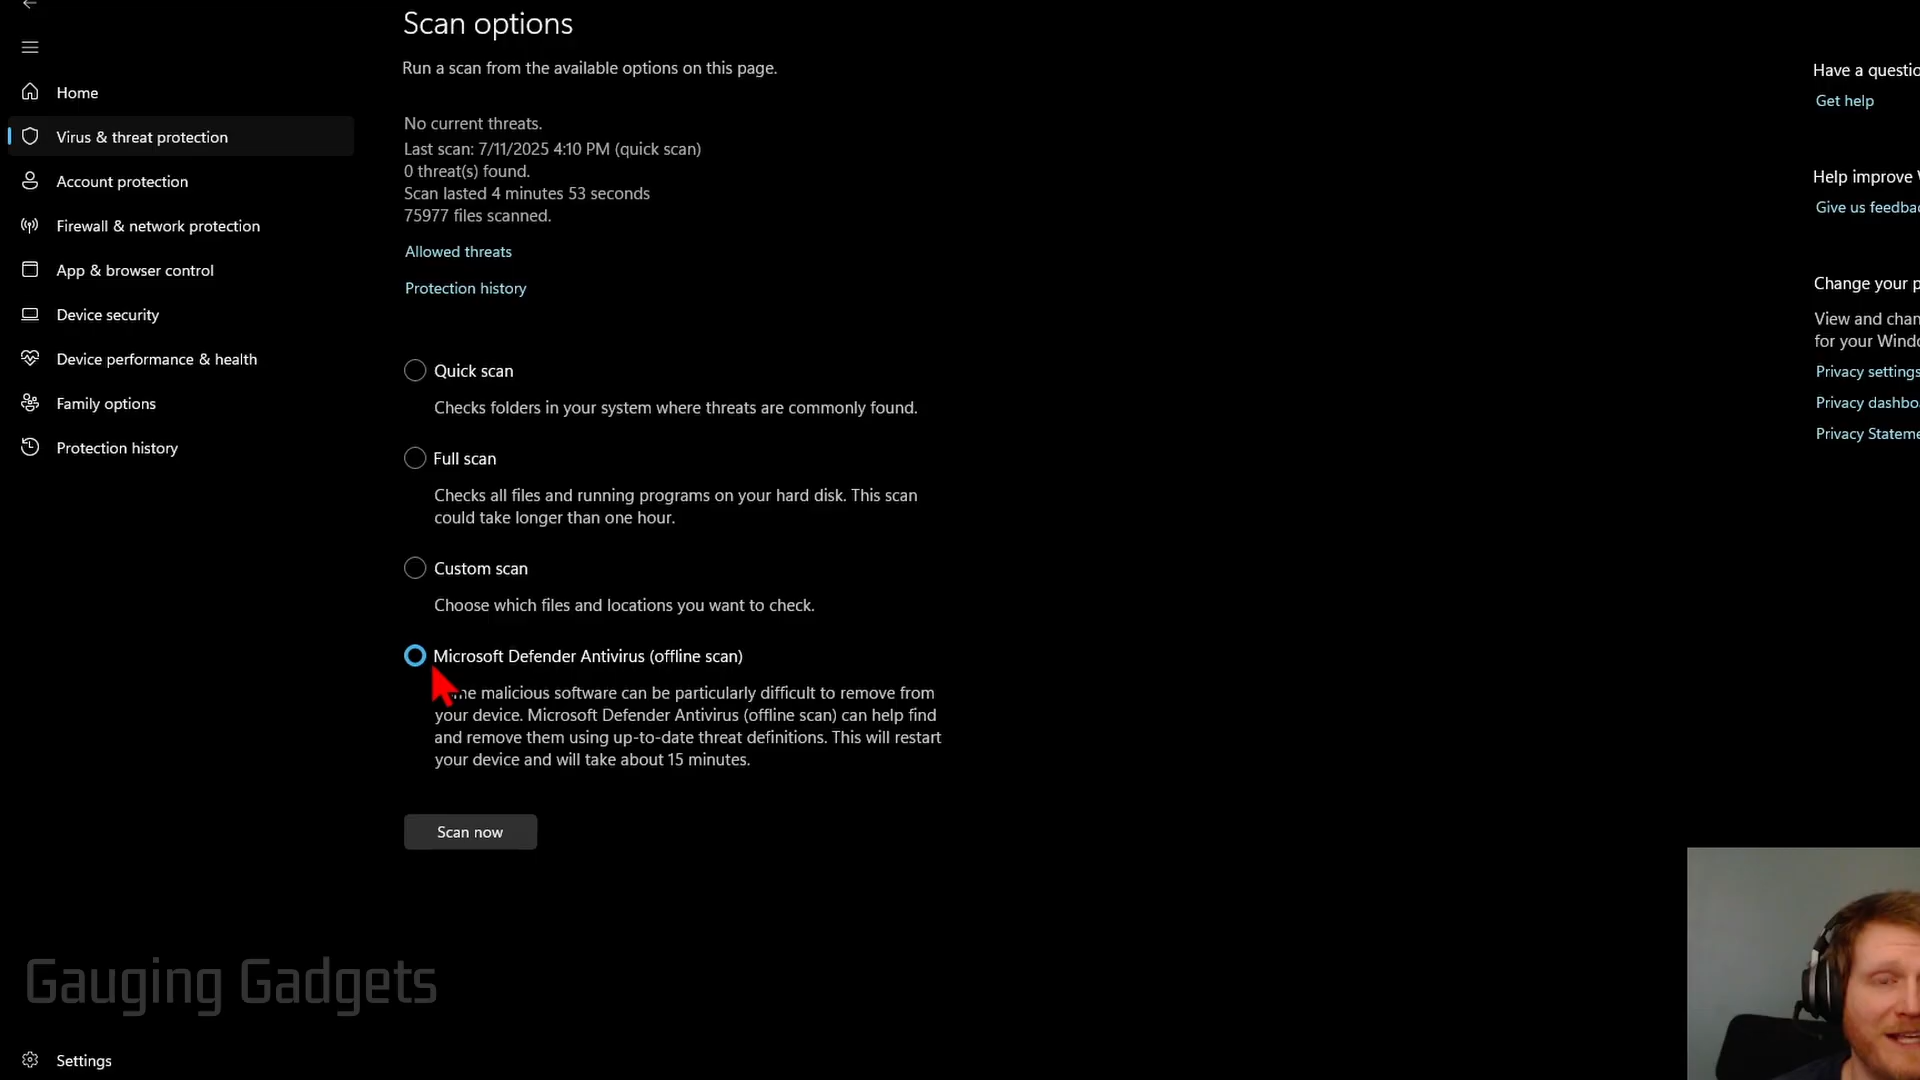 Scan options
Run a scan from the available options on this page.
Home
Virus & threat protection
Account protection
Firewall & network protection
App & browser control
Device security
Device performance & health
Family options
Protection history
No current threats.
Last scan: 7/11/2025 4:10 PM (quick scan)
0 threat(s) found.
Scan lasted 4 minutes 53 seconds
75977 files scanned.
Allowed threats
Protection history
Quick scan
Checks folders in your system where threats are commonly found.
Full scan
Checks all files and running programs on your hard disk. This scan
could take longer than one hour.
Custom scan
Choose which files and locations you want to check.
Microsoft Defender Antivirus (offline scan)
malicious software can be particularly difficult to remove from
your device. Microsoft Defender Antivirus (offline scan) can help find
and remove them using up-to-date threat definitions. This will restart
your device and will take about 15 minutes.
Scan now
Have a
Get help
Help improve
Give us
Change your
View and
for your
Privacy settings
Privacy
Privacy
Gauging Gadgets
Settings